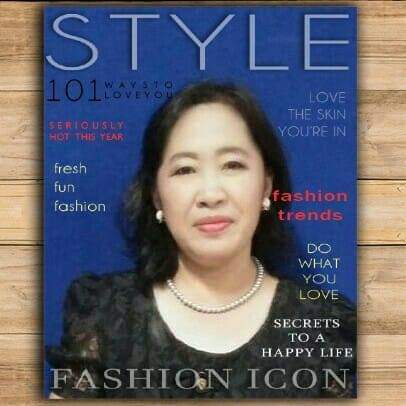 STYLE
101 WAYS TO
LOVE YOU
LOVE
THE SKIN
YOU'RE IN
SERIOUSLY
HOT THIS YEAR
fresh
fun
fashion
fashion
trends
DO
WHAT
YOU
LOVE
SECRETS
TO A
HAPPY LIFE
FASHION ICON